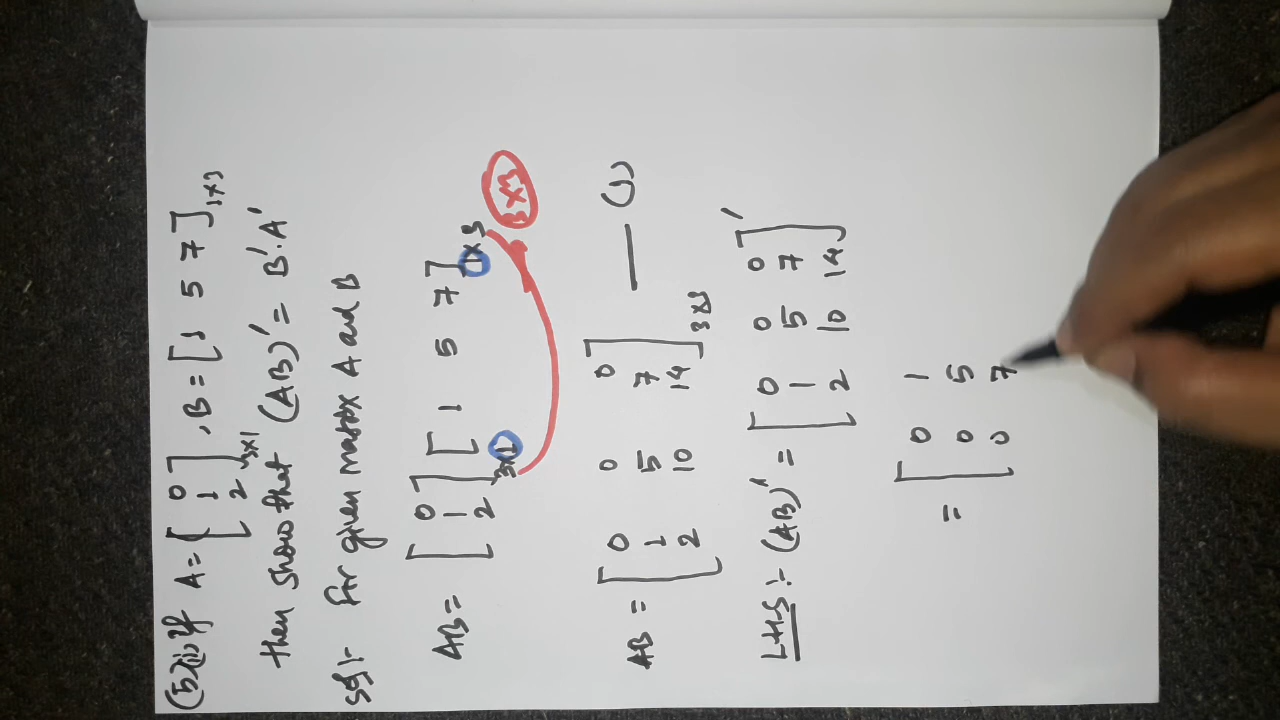 (5)(ii) If A = [0 1 2]3×1 , B = [1 5 7]1×3
then show that (AB)' = B'.A'
Sol:- For given matrix A and B
AB = [0 1 2]3×1 [1 5 7]1×3 3×3
AB = [0 0 0
1 5 7
2 10 14]3×3 — (1)
LHS :- (AB)' = [0 0 0
1 5 7
2 10 14]'
= [0 1
0 5
0 7